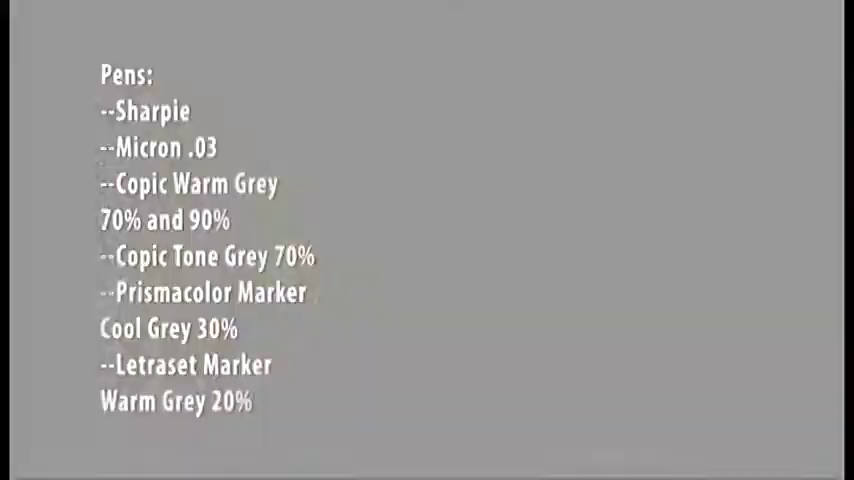 Pens:
--Sharpie
--Micron .03
--Copic Warm Grey
70% and 90%
--Copic Tone Grey 70%
--Prismacolor Marker
Cool Grey 30%
--Letraset Marker
Warm Grey 20%